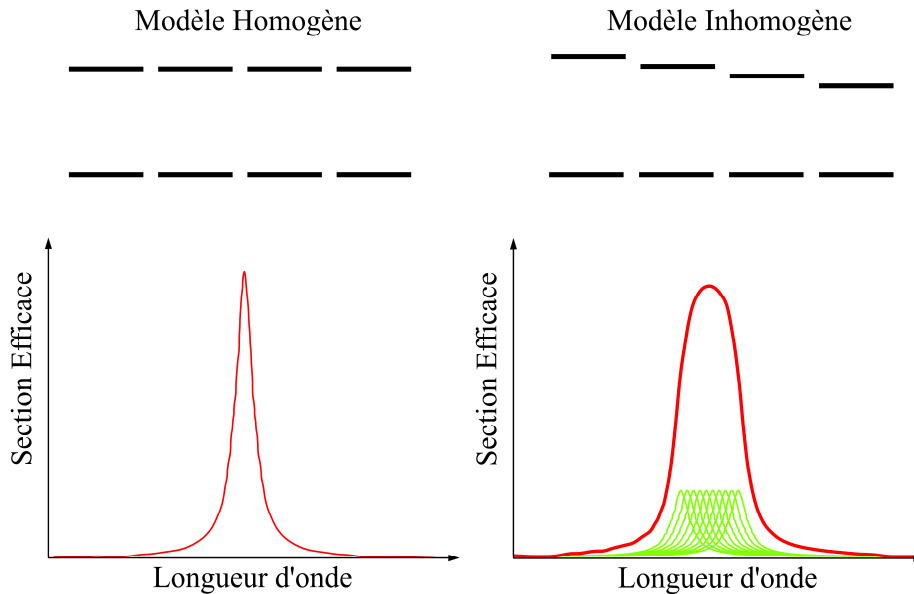 Modèle Homogène
Modèle Inhomogène
Section Efficace
Longueur d'onde
Section Efficace
Longueur d'onde